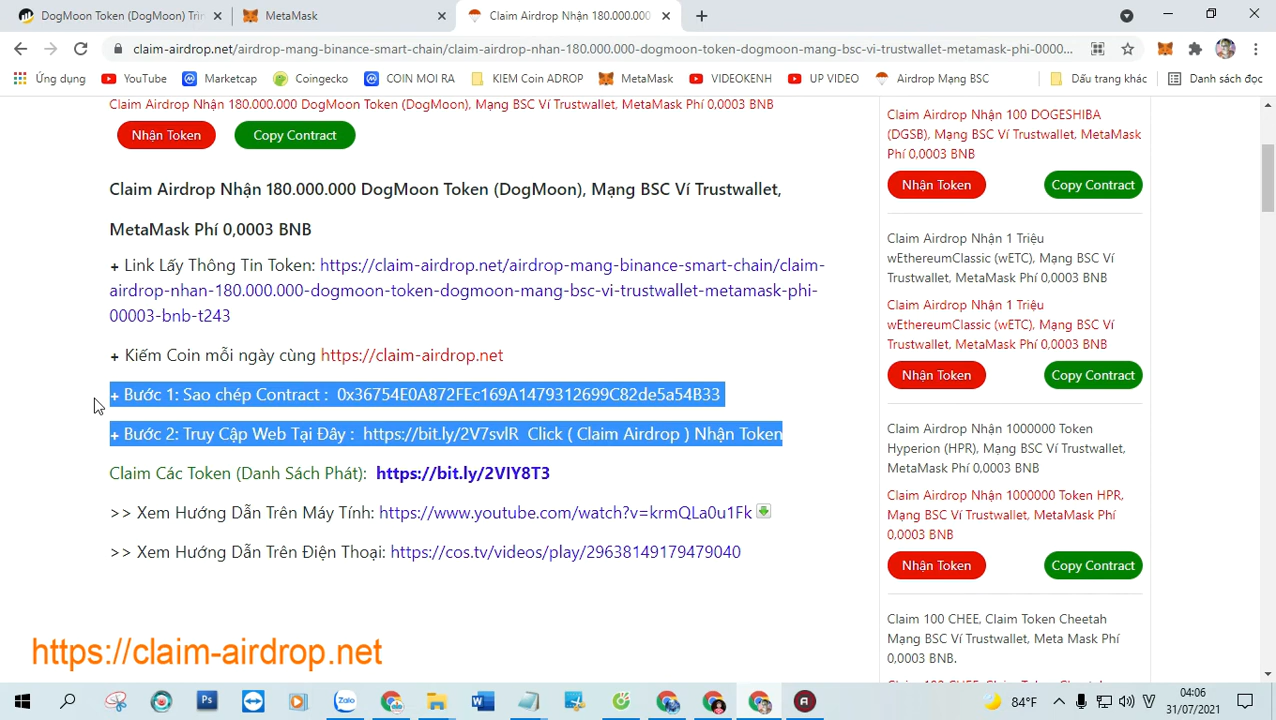 DogMoon Token (DogMoon) Trìn
MetaMask
Claim Airdrop Nhận 180.000.000
claim-airdrop.net/airdrop-mang-binance-smart-chain/claim-airdrop-nhan-180.000.000-dogmoon-token-dogmoon-mang-bsc-vi-trustwallet-metamask-phi-0000...
Ứng dụng
YouTube
Marketcap
Coingecko
COIN MOI RA
KIEM Coin ADROP
MetaMask
VIDEOKENH
UP VIDEO
Airdrop Mạng BSC
Dấu trang khác
Danh sách đọc
Claim Airdrop Nhận 180.000.000 DogMoon Token (DogMoon), Mạng BSC Ví Trustwallet, MetaMask Phí 0,0003 BNB
Nhận Token
Copy Contract
Claim Airdrop Nhận 180.000.000 DogMoon Token (DogMoon), Mạng BSC Ví Trustwallet,
MetaMask Phí 0,0003 BNB
+ Link Lấy Thông Tin Token: https://claim-airdrop.net/airdrop-mang-binance-smart-chain/claim-
airdrop-nhan-180.000.000-dogmoon-token-dogmoon-mang-bsc-vi-trustwallet-metamask-phi-
00003-bnb-t243
+ Kiếm Coin mỗi ngày cùng https://claim-airdrop.net
+ Bước 1: Sao chép Contract : 0x36754E0A872FEc169A1479312699C82de5a54B33
+ Bước 2: Truy Cập Web Tại Đây : https://bit.ly/2V7svlR Click ( Claim Airdrop ) Nhận Token
Claim Các Token (Danh Sách Phát): https://bit.ly/2VIY8T3
>> Xem Hướng Dẫn Trên Máy Tính: https://www.youtube.com/watch?v=krmQLa0u1Fk
>> Xem Hướng Dẫn Trên Điện Thoại: https://cos.tv/videos/play/29638149179479040
https://claim-airdrop.net
Claim Airdrop Nhận 100 DOGESHIBA
(DGSB), Mạng BSC Ví Trustwallet, MetaMask
Phí 0,0003 BNB
Nhận Token
Copy Contract
Claim Airdrop Nhận 1 Triệu
wEthereumClassic (wETC), Mạng BSC Ví
Trustwallet, MetaMask Phí 0,0003 BNB
Claim Airdrop Nhận 1 Triệu
wEthereumClassic (wETC), Mạng BSC Ví
Trustwallet, MetaMask Phí 0,0003 BNB
Nhận Token
Copy Contract
Claim Airdrop Nhận 1000000 Token
Hyperion (HPR), Mạng BSC Ví Trustwallet,
MetaMask Phí 0,0003 BNB
Claim Airdrop Nhận 1000000 Token HPR,
Mạng BSC Ví Trustwallet, MetaMask Phí
0,0003 BNB
Nhận Token
Copy Contract
Claim 100 CHEE, Claim Token Cheetah
Mạng BSC Ví Trustwallet, Meta Mask Phí
0,0003 BNB.
Ps
Zalo
84°F
04:06
31/07/2021